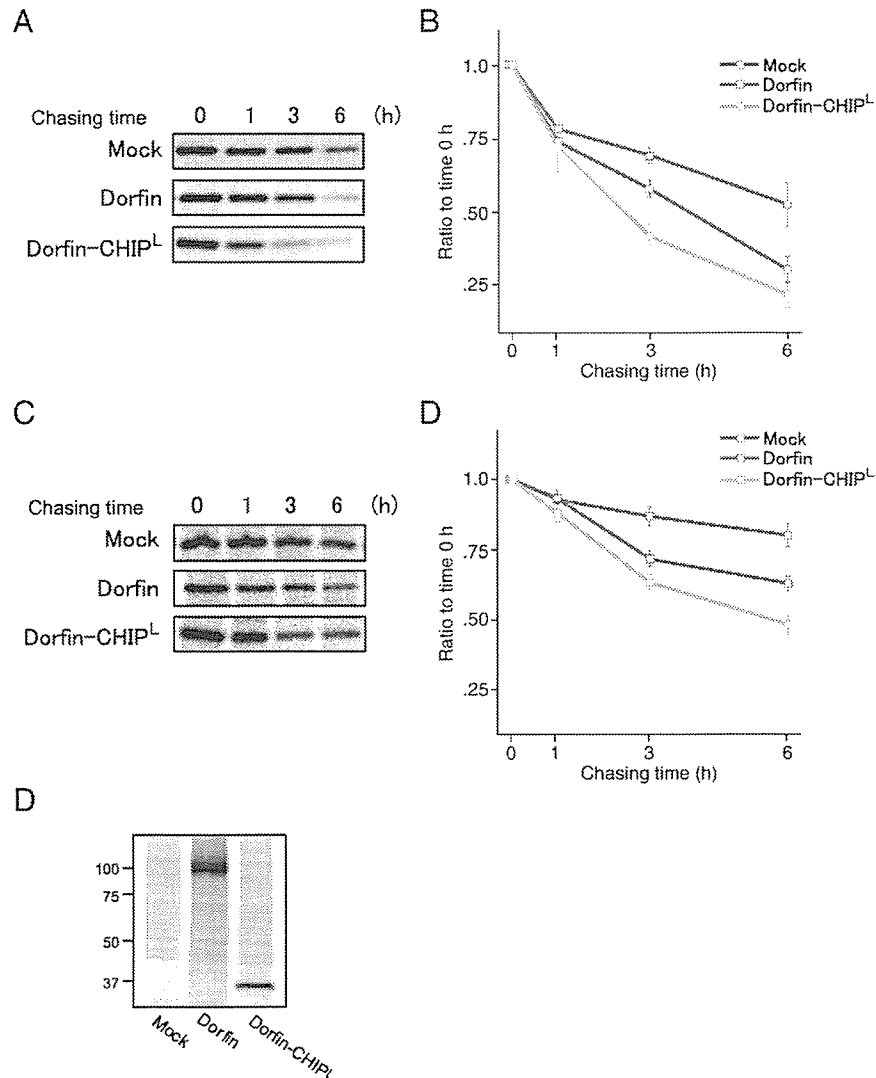 A
Chasing time 0 1 3 6 (h)
Mock
Dorfin
Dorfin-CHIP^L
B
1.0
.75
.50
.25
Ratio to time 0 h
0 1 3 6
Chasing time (h)
Mock
Dorfin
Dorfin-CHIP^L
C
Chasing time 0 1 3 6 (h)
Mock
Dorfin
Dorfin-CHIP^L
D
1.0
.75
.50
.25
Ratio to time 0 h
0 1 3 6
Chasing time (h)
Mock
Dorfin
Dorfin-CHIP^L
D
100
75
50
37
Mock
Dorfin
Dorfin-CHIP^L